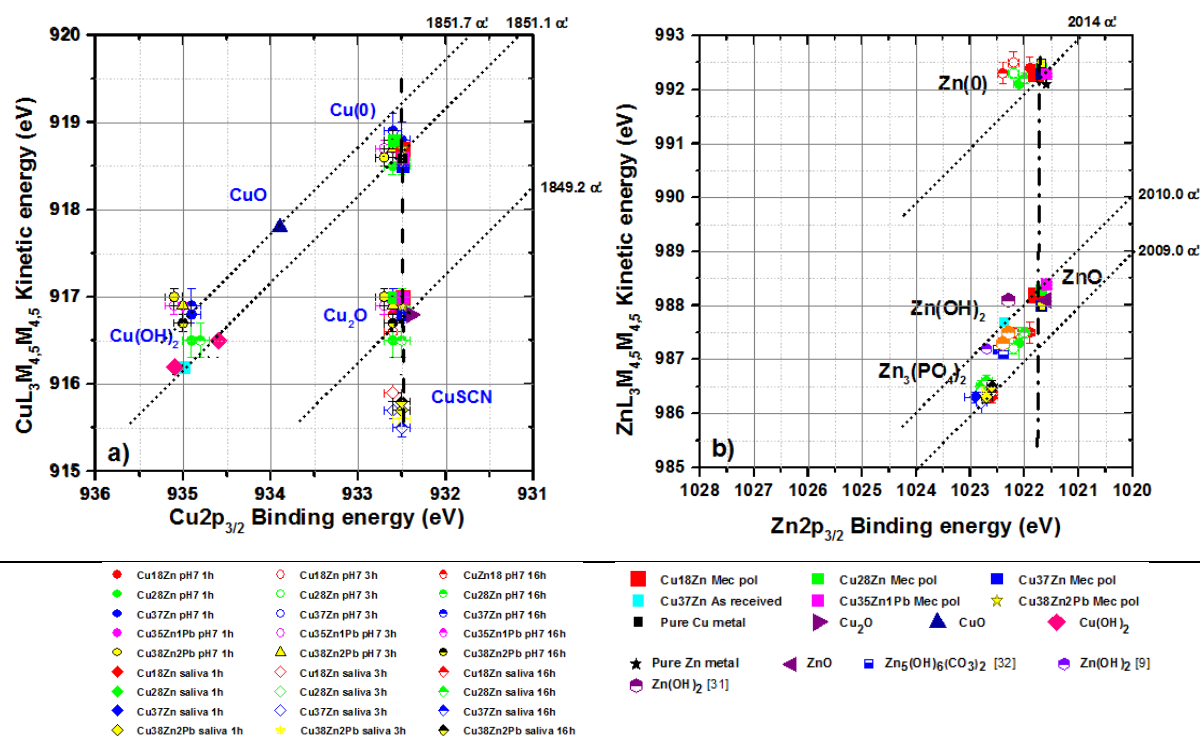 1851.7 α'
1851.1 α'
2014 α'
920
919
918
917
916
915
CuL3M4,5M4,5 Kinetic energy (eV)
Cu(0)
CuO
1849.2 α'
Cu2O
Cu(OH)2
CuSCN
a)
936
935
934
933
932
931
Cu2p3/2 Binding energy (eV)
993
992
991
990
989
988
987
986
985
ZnL3M4,5M4,5 Kinetic energy (eV)
Zn(0)
2010.0 α'
2009.0 α'
ZnO
Zn(OH)2
Zn3(PO4)2
b)
1028
1027
1026
1025
1024
1023
1022
1021
1020
Zn2p3/2 Binding energy (eV)
Cu18Zn pH7 1h Cu18Zn pH7 3h CuZn18 pH7 16h
Cu28Zn pH7 1h Cu28Zn pH7 3h Cu28Zn pH7 16h
Cu37Zn pH7 1h Cu37Zn pH7 3h Cu37Zn pH7 16h
Cu35Zn1Pb pH7 1h Cu35Zn1Pb pH7 3h Cu35Zn1Pb pH7 16h
Cu38Zn2Pb pH7 1h Cu38Zn2Pb pH7 3h Cu38Zn2Pb pH7 16h
Cu18Zn saliva 1h Cu18Zn saliva 3h Cu18Zn saliva 16h
Cu28Zn saliva 1h Cu28Zn saliva 3h Cu28Zn saliva 16h
Cu37Zn saliva 1h Cu37Zn saliva 3h Cu37Zn saliva 16h
Cu38Zn2Pb saliva 1h Cu38Zn2Pb saliva 3h Cu38Zn2Pb saliva 16h
Cu18Zn Mec pol Cu28Zn Mec pol Cu37Zn Mec pol
Cu37Zn As received Cu35Zn1Pb Mec pol Cu38Zn2Pb Mec pol
Pure Cu metal Cu2O CuO Cu(OH)2
Pure Zn metal ZnO Zn5(OH)6(CO3)2 [32] Zn(OH)2 [9]
Zn(OH)2 [31]